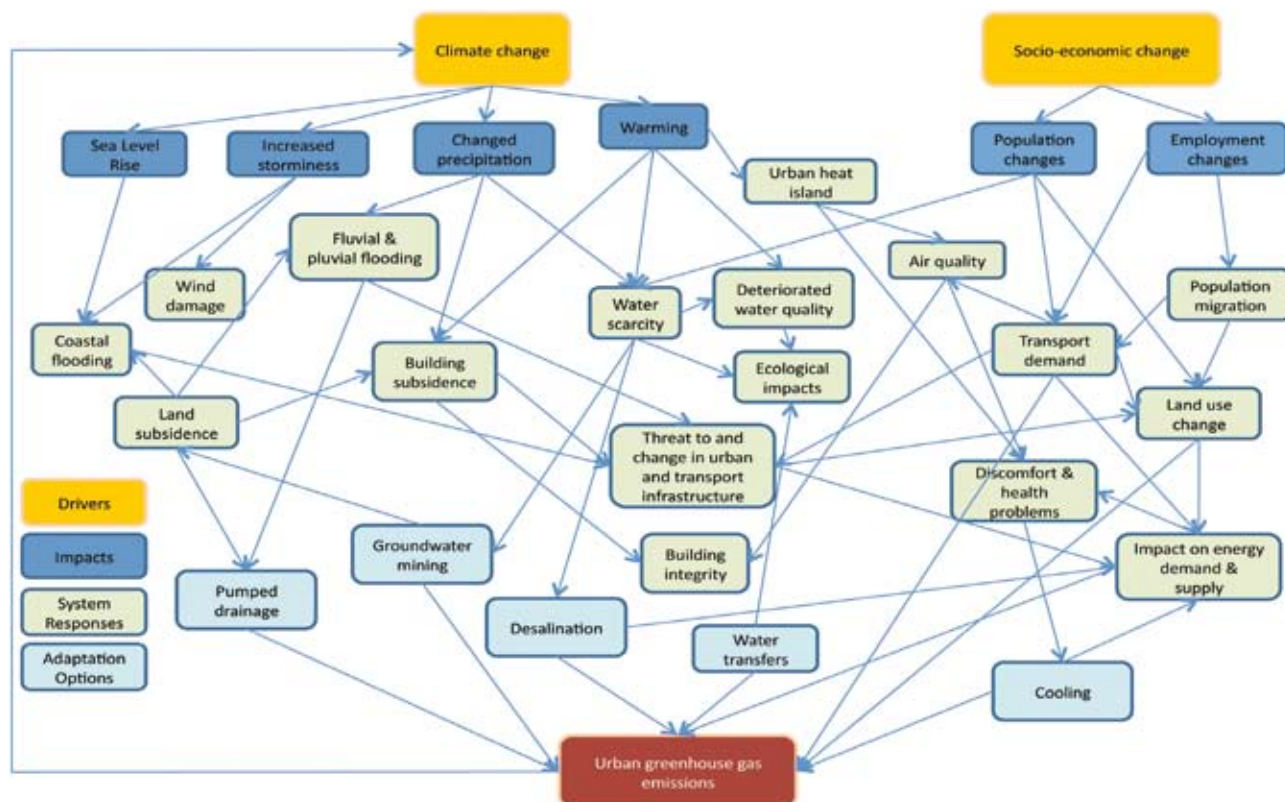 Climate change
Socio-economic change
Sea Level
Rise
Increased
storminess
Changed
precipitation
Warming
Population
changes
Employment
changes
Urban heat
island
Fluvial &
pluvial flooding
Air quality
Wind
damage
Water
scarcity
Deteriorated
water quality
Population
migration
Coastal
flooding
Building
subsidence
Ecological
impacts
Transport
demand
Land
subsidence
Land use
change
Threat to and
change in urban
and transport
infrastructure
Discomfort &
health
problems
Drivers
Impacts
System
Responses
Adaptation
Options
Groundwater
mining
Building
integrity
Impact on energy
demand &
supply
Pumped
drainage
Desalination
Water
transfers
Cooling
Urban greenhouse gas
emissions